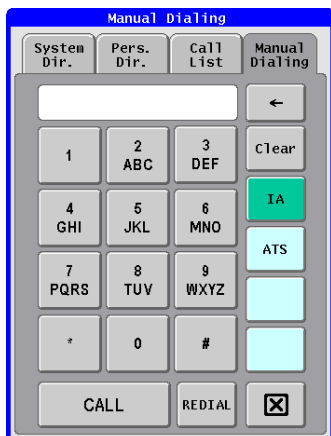 Manual Dialing
System Pers. Call Manual
Dir. Dir. List Dialing
←
1 2 3 Clear
ABC DEF
4 5 6 IA
GHI JKL MNO
7 8 9 ATS
PQRS TUV WXYZ
* 0 #
CALL REDIAL